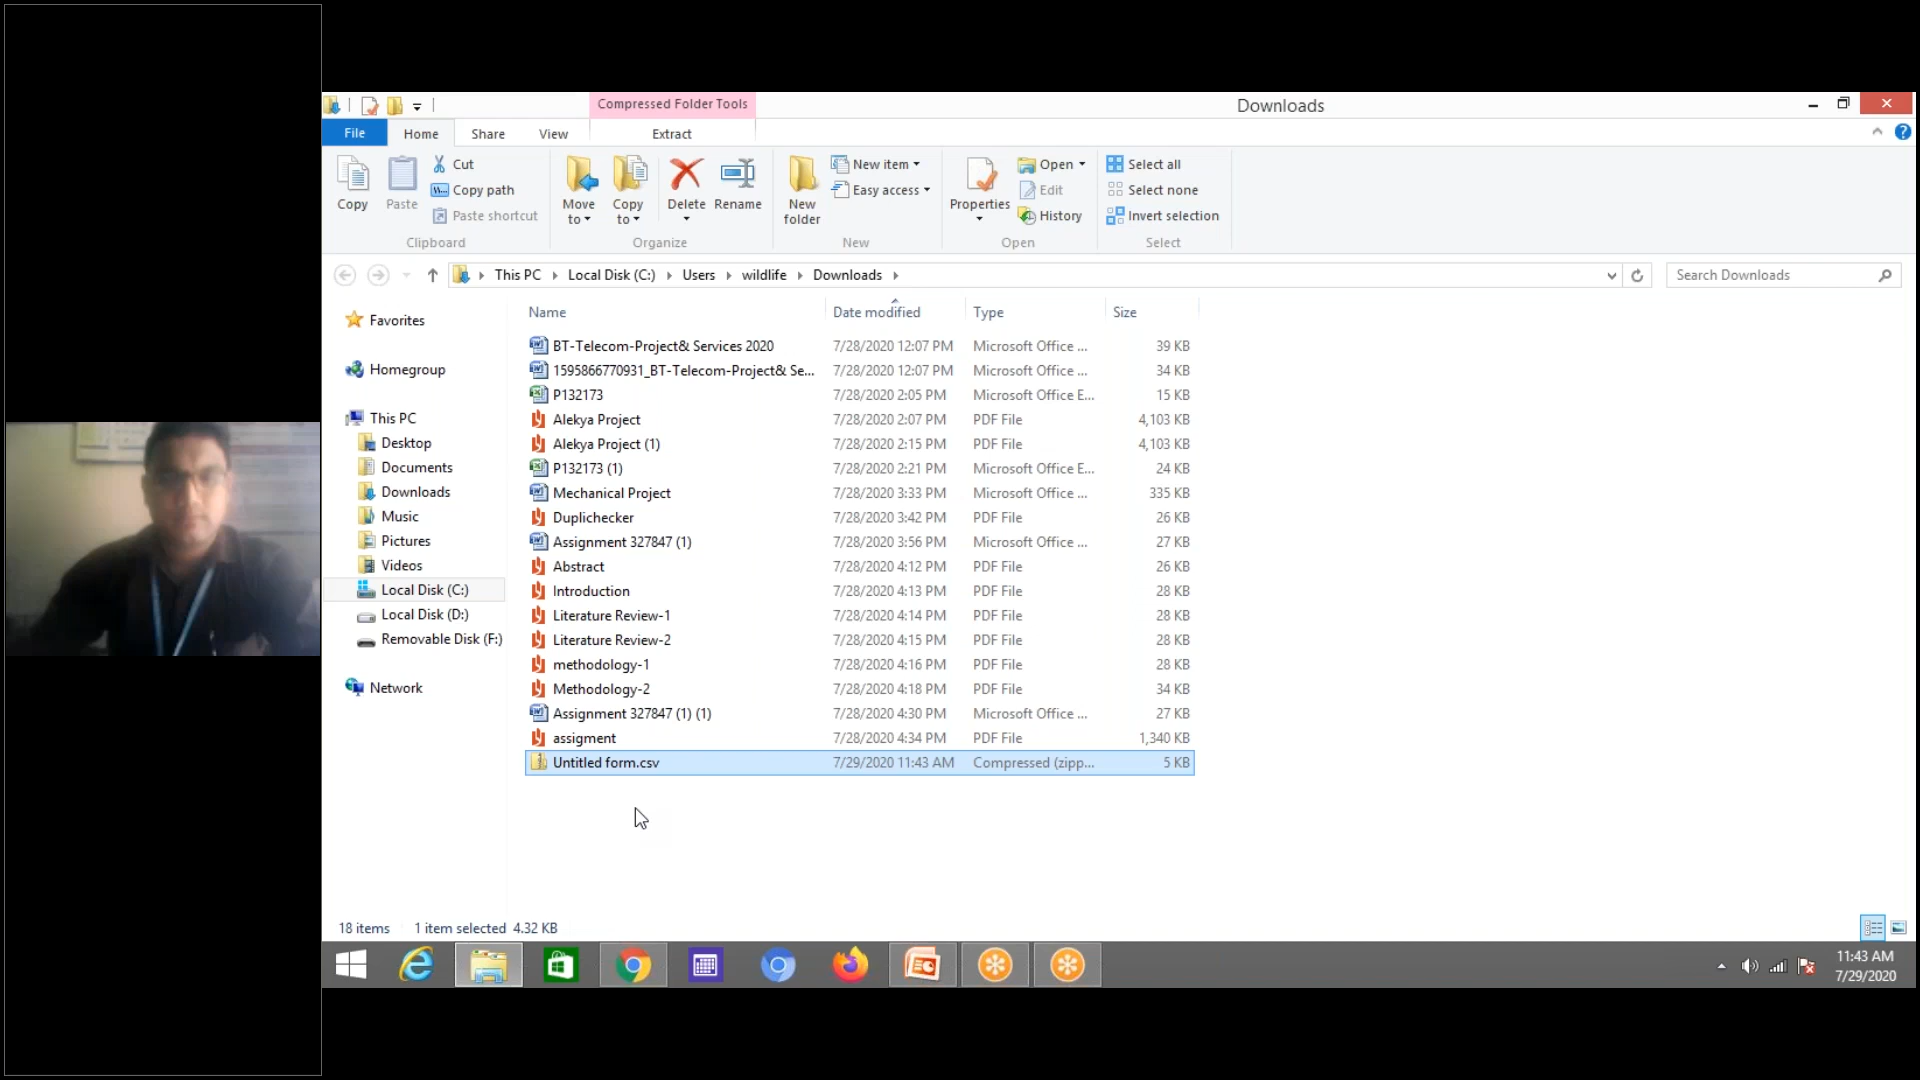 Compressed Folder Tools
Downloads
File Home Share View Extract
Copy
Paste
Cut
Copy path
Paste shortcut
Clipboard
Move to
Copy to
Delete
Rename
Organize
New folder
New item
Easy access
New
Properties
Open
Edit
History
Open
Select all
Select none
Invert selection
Select
This PC Local Disk (C:) Users wildlife Downloads
Search Downloads
Favorites
Homegroup
This PC
Desktop
Documents
Downloads
Music
Pictures
Videos
Local Disk (C:)
Local Disk (D:)
Removable Disk (F:)
Network
Name Date modified Type Size
BT-Telecom-Project& Services 2020 7/28/2020 12:07 PM Microsoft Office ... 39 KB
1595866770931_BT-Telecom-Project& Se... 7/28/2020 12:07 PM Microsoft Office ... 34 KB
P132173 7/28/2020 2:05 PM Microsoft Office E... 15 KB
Alekya Project 7/28/2020 2:07 PM PDF File 4,103 KB
Alekya Project (1) 7/28/2020 2:15 PM PDF File 4,103 KB
P132173 (1) 7/28/2020 2:21 PM Microsoft Office E... 24 KB
Mechanical Project 7/28/2020 3:33 PM Microsoft Office ... 335 KB
Duplichecker 7/28/2020 3:42 PM PDF File 26 KB
Assignment 327847 (1) 7/28/2020 3:56 PM Microsoft Office ... 27 KB
Abstract 7/28/2020 4:12 PM PDF File 26 KB
Introduction 7/28/2020 4:13 PM PDF File 28 KB
Literature Review-1 7/28/2020 4:14 PM PDF File 28 KB
Literature Review-2 7/28/2020 4:15 PM PDF File 28 KB
methodology-1 7/28/2020 4:16 PM PDF File 28 KB
Methodology-2 7/28/2020 4:18 PM PDF File 34 KB
Assignment 327847 (1) (1) 7/28/2020 4:30 PM Microsoft Office ... 27 KB
assigment 7/28/2020 4:34 PM PDF File 1,340 KB
Untitled form.csv 7/29/2020 11:43 AM Compressed (zipp... 5 KB
18 items 1 item selected 4.32 KB
11:43 AM
7/29/2020